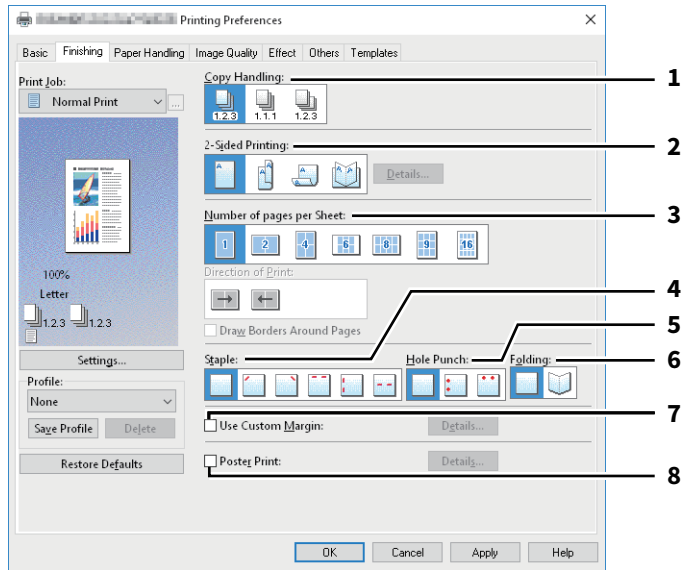 Printing Preferences
Basic Finishing Paper Handling Image Quality Effect Others Templates
Print Job:
Normal Print
...
100%
Letter
1.2.3 1.2.3
Settings...
Profile:
None
Save Profile Delete
Restore Defaults
Copy Handling:
1.2.3 1.1.1 1.2.3
2-Sided Printing:
A A A A A
Details...
Number of pages per Sheet:
1 2 4 6 8 9 16
Direction of Print:
Draw Borders Around Pages
Staple: Hole Punch: Folding:
Use Custom Margin: Details...
Poster Print: Details...
OK Cancel Apply Help
1
2
3
4
5
6
7
8